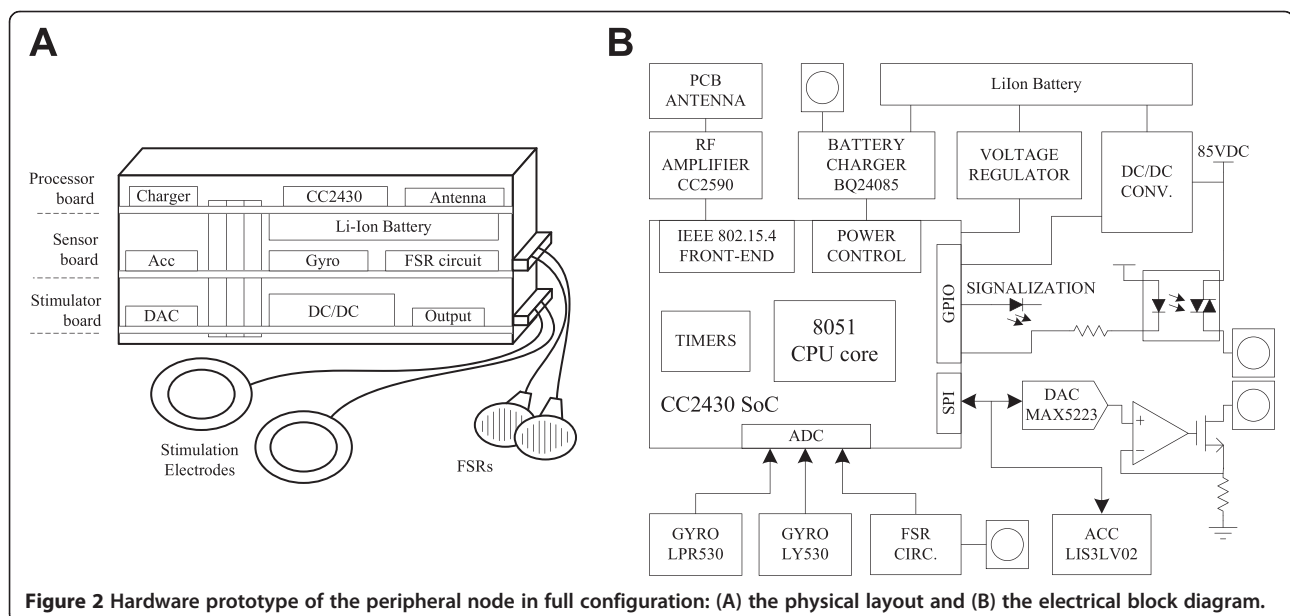 A
Processor
board
Sensor
board
Stimulator
board
Charger
CC2430
Antenna
Li-Ion Battery
Acc
Gyro
FSR circuit
DAC
DC/DC
Output
Stimulation
Electrodes
FSRs
B
PCB
ANTENNA
LiIon Battery
RF
AMPLIFIER
CC2590
BATTERY
CHARGER
BQ24085
VOLTAGE
REGULATOR
DC/DC
CONV.
85VDC
IEEE 802.15.4
FRONT-END
POWER
CONTROL
GPIO
SIGNALIZATION
TIMERS
8051
CPU core
CC2430 SoC
SPI
DAC
MAX5223
+
−
ADC
GYRO
LPR530
GYRO
LY530
FSR
CIRC.
ACC
LIS3LV02
Figure 2 Hardware prototype of the peripheral node in full configuration: (A) the physical layout and (B) the electrical block diagram.